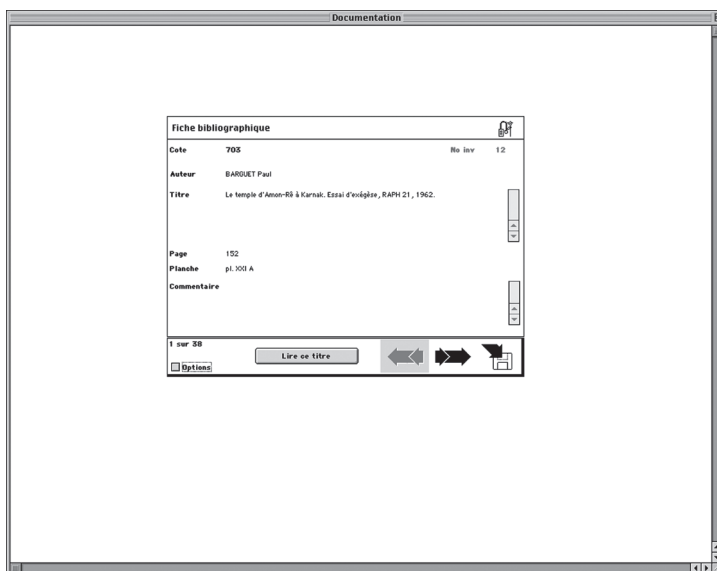 Documentation
Fiche bibliographique
Cote 703 No inv 12
Auteur BARGUET Paul
Titre Le temple d'Amon-Rê à Karnak. Essai d'exégèse, RAPH 21, 1962.
Page 152
Planche pl. XXI A
Commentaire
1 sur 38
Lire ce titre
Options